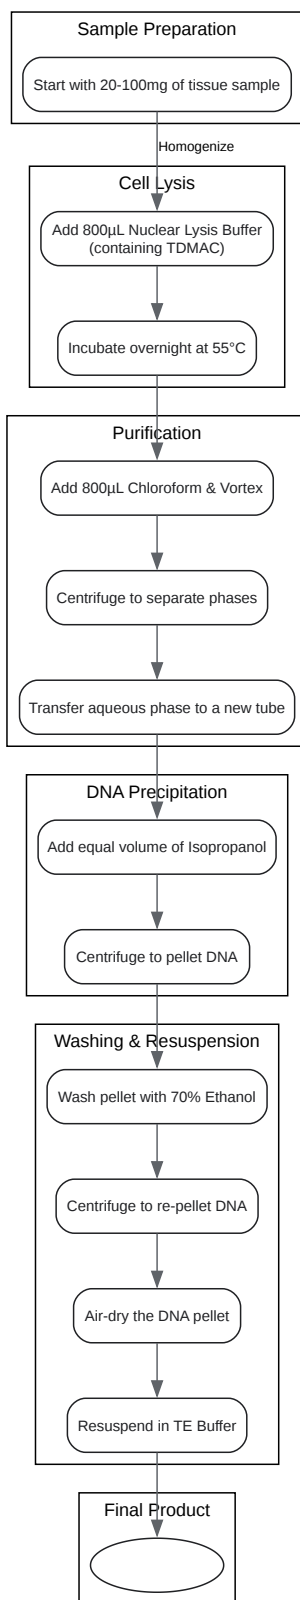 Sample Preparation
Start with 20-100mg of tissue sample
Homogenize
Cell Lysis
Add 800µL Nuclear Lysis Buffer
(containing TDMAC)
Incubate overnight at 55°C
Purification
Add 800µL Chloroform & Vortex
Centrifuge to separate phases
Transfer aqueous phase to a new tube
DNA Precipitation
Add equal volume of Isopropanol
Centrifuge to pellet DNA
Washing & Resuspension
Wash pellet with 70% Ethanol
Centrifuge to re-pellet DNA
Air-dry the DNA pellet
Resuspend in TE Buffer
Final Product